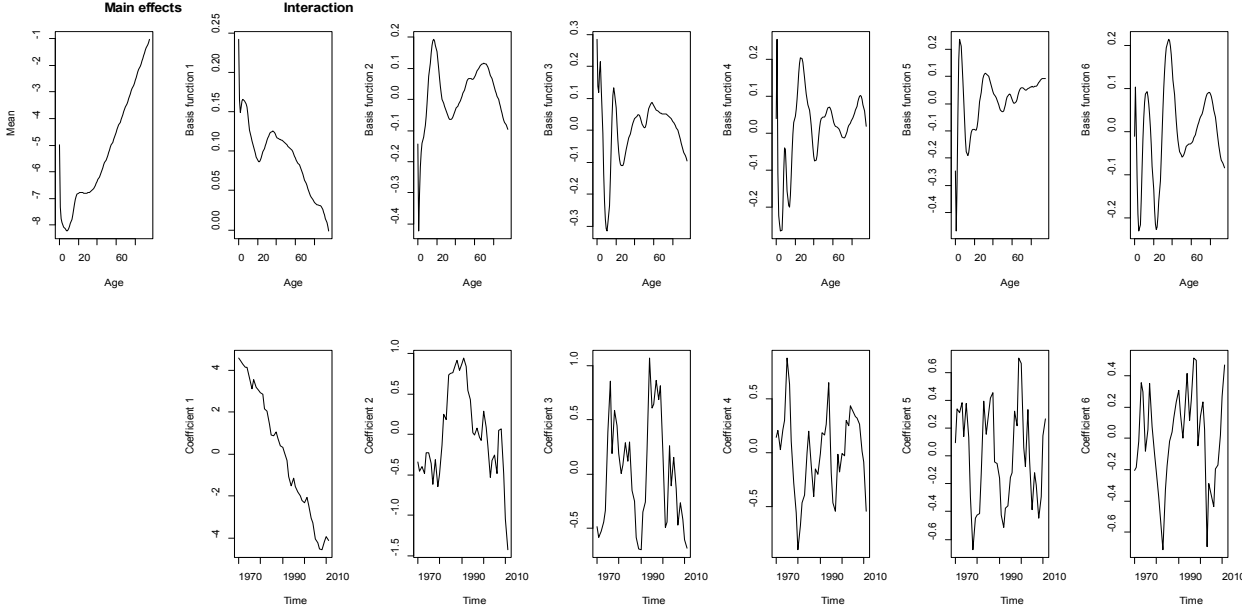 Main effects
Interaction
Mean
-1
-2
-3
-4
-5
-6
-7
-8
0 20 60
Age
Basis function 1
0.25
0.20
0.15
0.10
0.05
0.00
0 20 60
Age
Basis function 2
0.2
0.1
0.0
-0.1
-0.2
-0.3
-0.4
0 20 60
Age
Basis function 3
0.3
0.2
0.1
0.0
-0.1
-0.2
-0.3
0 20 60
Age
Basis function 4
0.2
0.1
0.0
-0.1
-0.2
0 20 60
Age
Basis function 5
0.2
0.1
0.0
-0.1
-0.2
-0.3
-0.4
0 20 60
Age
Basis function 6
0.2
0.1
0.0
-0.1
-0.2
0 20 60
Age
Coefficient 1
4
2
0
-2
-4
1970 1990 2010
Time
Coefficient 2
1.0
0.5
0.0
-0.5
-1.0
-1.5
1970 1990 2010
Time
Coefficient 3
1.0
0.5
0.0
-0.5
1970 1990 2010
Time
Coefficient 4
0.5
0.0
-0.5
1970 1990 2010
Time
Coefficient 5
0.6
0.4
0.2
0.0
-0.2
-0.4
-0.6
1970 1990 2010
Time
Coefficient 6
0.4
0.2
0.0
-0.2
-0.4
-0.6
1970 1990 2010
Time